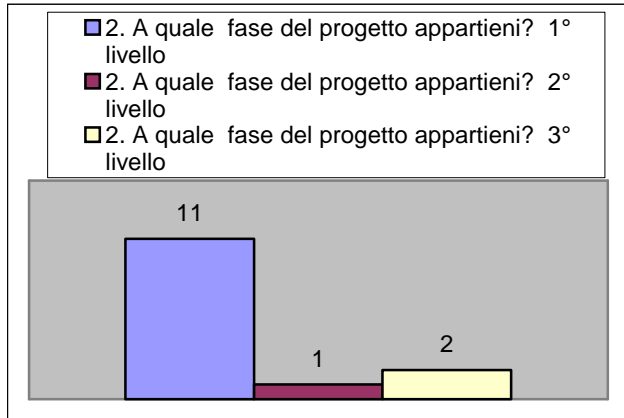 2. A quale fase del progetto appartieni? 1°
livello
2. A quale fase del progetto appartieni? 2°
livello
2. A quale fase del progetto appartieni? 3°
livello
11
1
2